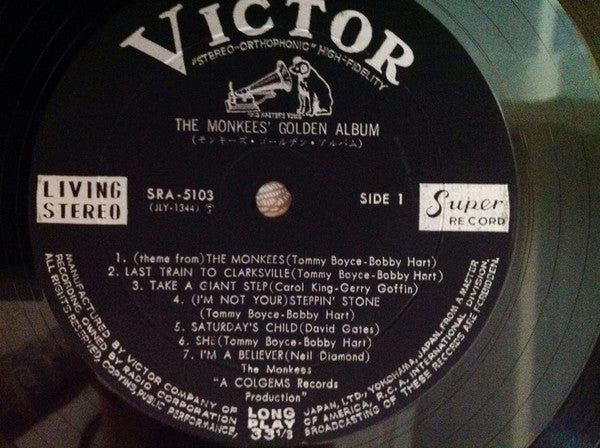 VICTOR
"STEREO-ORTHOPHONIC" HIGH-FIDELITY
"HIS MASTER'S VOICE"
THE MONKEES' GOLDEN ALBUM
(モンキーズ・ゴールデン・アルバム)
LIVING
STEREO
SRA-5103
(JLY-1344)
SIDE 1
Super
RECORD
1. (theme from) THE MONKEES (Tommy Boyce-Bobby Hart)
2. LAST TRAIN TO CLARKSVILLE (Tommy Boyce-Bobby Hart)
3. TAKE A GIANT STEP (Carol King-Gerry Goffin)
4. (I'M NOT YOUR) STEPPIN' STONE
(Tommy Boyce-Bobby Hart)
5. SATURDAY'S CHILD (David Gates)
6. SHE (Tommy Boyce-Bobby Hart)
7. I'M A BELIEVER (Neil Diamond)
The Monkees
"A COLGEMS Records
Production"
LONG
PLAY
33 1/3
MANUFACTURED BY VICTOR COMPANY OF JAPAN, LTD., YOKOHAMA, JAPAN, FROM A MASTER
RECORDING OWNED BY RADIO CORPORATION OF AMERICA, R.C.A. INTERNATIONAL DIVISION.
ALL RIGHTS RESERVED, COPYING, PUBLIC PERFORMANCE, BROADCASTING OF THESE RECORDS ARE FORBIDDEN.